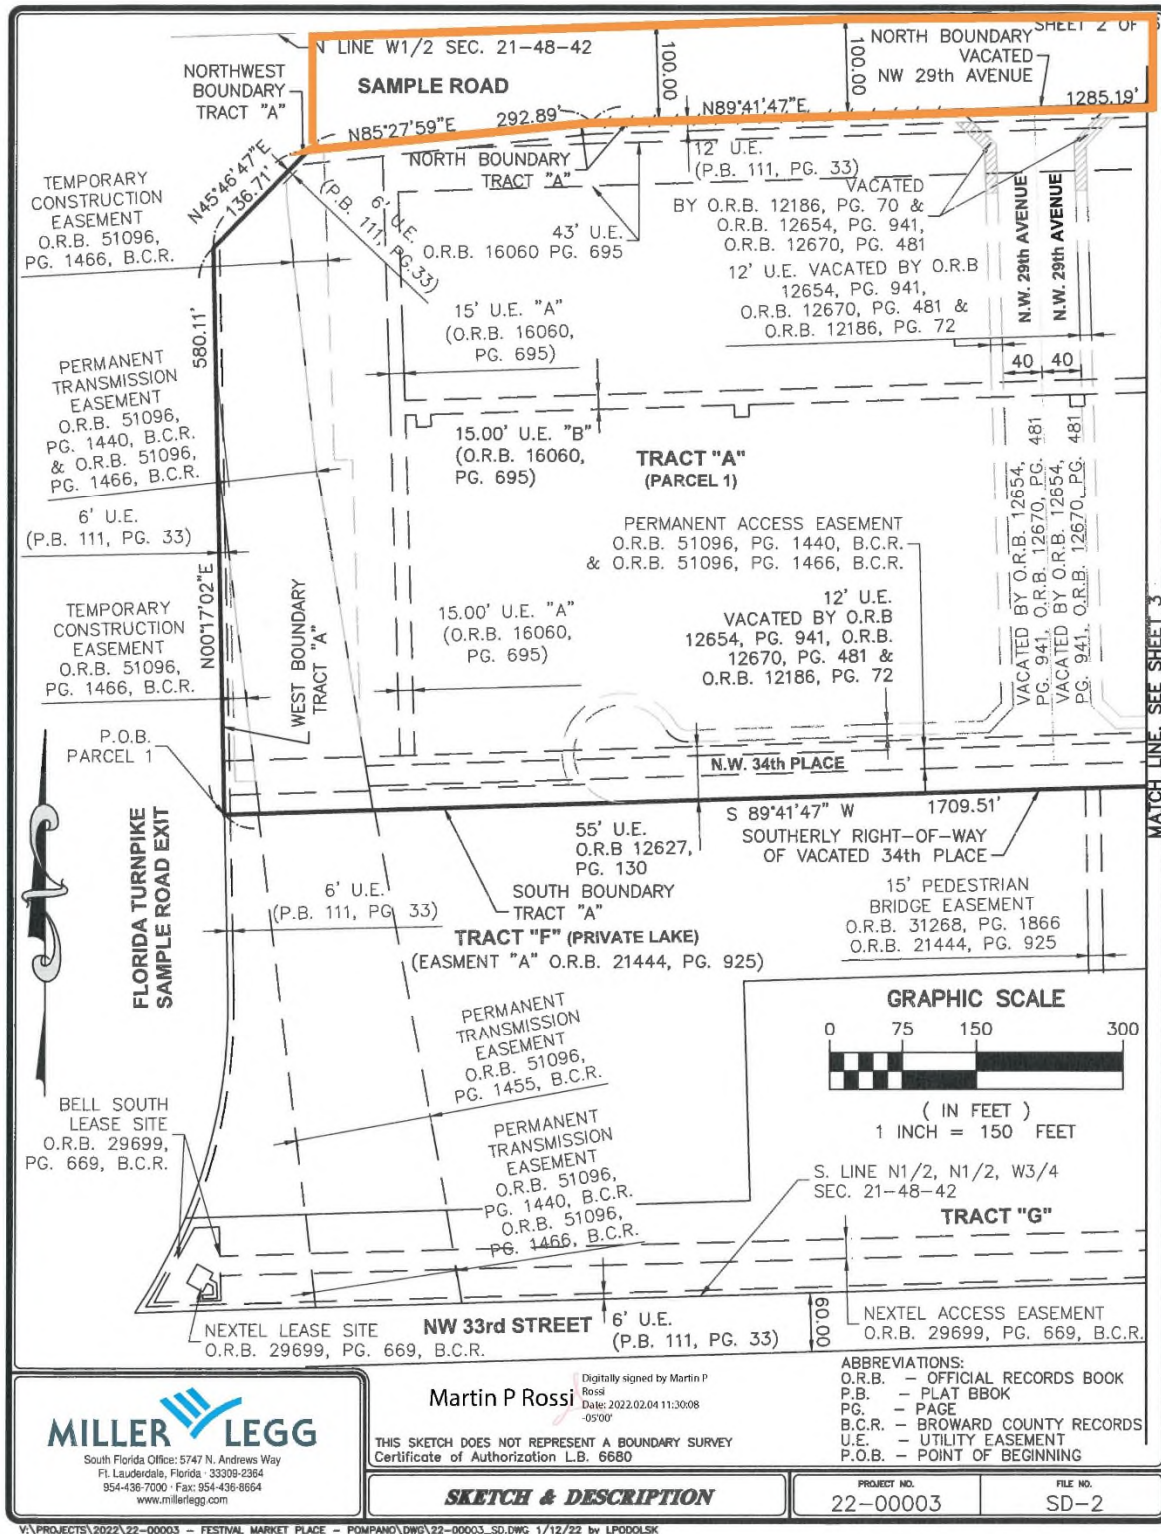 SHEET 2 OF
N LINE W1/2 SEC. 21-48-42
NORTHWEST
BOUNDARY
TRACT "A"
SAMPLE ROAD
100.00
100.00
NORTH BOUNDARY
VACATED
NW 29th AVENUE
1285.19'
N85°27'59"E
292.89'
N89°41'47"E
NORTH BOUNDARY
TRACT "A"
12' U.E.
(P.B. 111, PG. 33)
N45°46'47"E
136.71'
TEMPORARY
CONSTRUCTION
EASEMENT
O.R.B. 51096,
PG. 1466, B.C.R.
6' U.E.
(P.B. 111, PG.33)
43' U.E.
O.R.B. 16060 PG. 695
VACATED
BY O.R.B. 12186, PG. 70 &
O.R.B. 12654, PG. 941,
O.R.B. 12670, PG. 481
12' U.E. VACATED BY O.R.B
12654, PG. 941,
O.R.B. 12670, PG. 481 &
O.R.B. 12186, PG. 72
N.W. 29th AVENUE
N.W. 29th AVENUE
40
40
15' U.E. "A"
(O.R.B. 16060,
PG. 695)
580.11'
PERMANENT
TRANSMISSION
EASEMENT
O.R.B. 51096,
PG. 1440, B.C.R.
& O.R.B. 51096,
PG. 1466, B.C.R.
15.00' U.E. "B"
(O.R.B. 16060,
PG. 695)
TRACT "A"
(PARCEL 1)
6' U.E.
(P.B. 111, PG. 33)
PERMANENT ACCESS EASEMENT
O.R.B. 51096, PG. 1440, B.C.R.
& O.R.B. 51096, PG. 1466, B.C.R.
VACATED BY O.R.B. 12654,
PG. 941, O.R.B. 12670, PG. 481
VACATED BY O.R.B. 12654,
PG. 941, O.R.B. 12670, PG. 481
N00°17'02"E
TEMPORARY
CONSTRUCTION
EASEMENT
O.R.B. 51096,
PG. 1466, B.C.R.
WEST BOUNDARY
TRACT "A"
15.00' U.E. "A"
(O.R.B. 16060,
PG. 695)
12' U.E.
VACATED BY O.R.B
12654, PG. 941, O.R.B.
12670, PG. 481 &
O.R.B. 12186, PG. 72
MATCH LINE, SEE SHEET 3
P.O.B.
PARCEL 1
N.W. 34th PLACE
S 89°41'47" W
1709.51'
FLORIDA TURNPIKE
SAMPLE ROAD EXIT
55' U.E.
O.R.B 12627,
PG. 130
SOUTHERLY RIGHT-OF-WAY
OF VACATED 34th PLACE
6' U.E.
(P.B. 111, PG 33)
SOUTH BOUNDARY
TRACT "A"
15' PEDESTRIAN
BRIDGE EASEMENT
O.R.B. 31268, PG. 1866
O.R.B. 21444, PG. 925
TRACT "F" (PRIVATE LAKE)
(EASMENT "A" O.R.B. 21444, PG. 925)
GRAPHIC SCALE
0 75 150 300
( IN FEET )
1 INCH = 150 FEET
PERMANENT
TRANSMISSION
EASEMENT
O.R.B. 51096,
PG. 1455, B.C.R.
BELL SOUTH
LEASE SITE
O.R.B. 29699,
PG. 669, B.C.R.
PERMANENT
TRANSMISSION
EASEMENT
O.R.B. 51096,
PG. 1440, B.C.R.
O.R.B. 51096,
PG. 1466, B.C.R.
S. LINE N1/2, N1/2, W3/4
SEC. 21-48-42
TRACT "G"
NEXTEL LEASE SITE
O.R.B. 29699, PG. 669, B.C.R.
NW 33rd STREET
6' U.E.
(P.B. 111, PG. 33)
60.00
NEXTEL ACCESS EASEMENT
O.R.B. 29699, PG. 669, B.C.R.
MILLER LEGG
South Florida Office: 5747 N. Andrews Way
Ft. Lauderdale, Florida · 33309-2364
954-436-7000 · Fax: 954-436-8664
www.millerlegg.com
Martin P Rossi
Digitally signed by Martin P
Rossi
Date: 2022.02.04 11:30:08
-05'00'
THIS SKETCH DOES NOT REPRESENT A BOUNDARY SURVEY
Certificate of Authorization L.B. 6680
ABBREVIATIONS:
O.R.B. – OFFICIAL RECORDS BOOK
P.B. – PLAT BBOK
PG. – PAGE
B.C.R. – BROWARD COUNTY RECORDS
U.E. – UTILITY EASEMENT
P.O.B. – POINT OF BEGINNING
SKETCH & DESCRIPTION
PROJECT NO.
22-00003
FILE NO.
SD-2
V:\PROJECTS\2022\22-00003 - FESTIVAL MARKET PLACE - POMPANO\DWG\22-00003_SD.DWG 1/12/22 by LPODOLSK